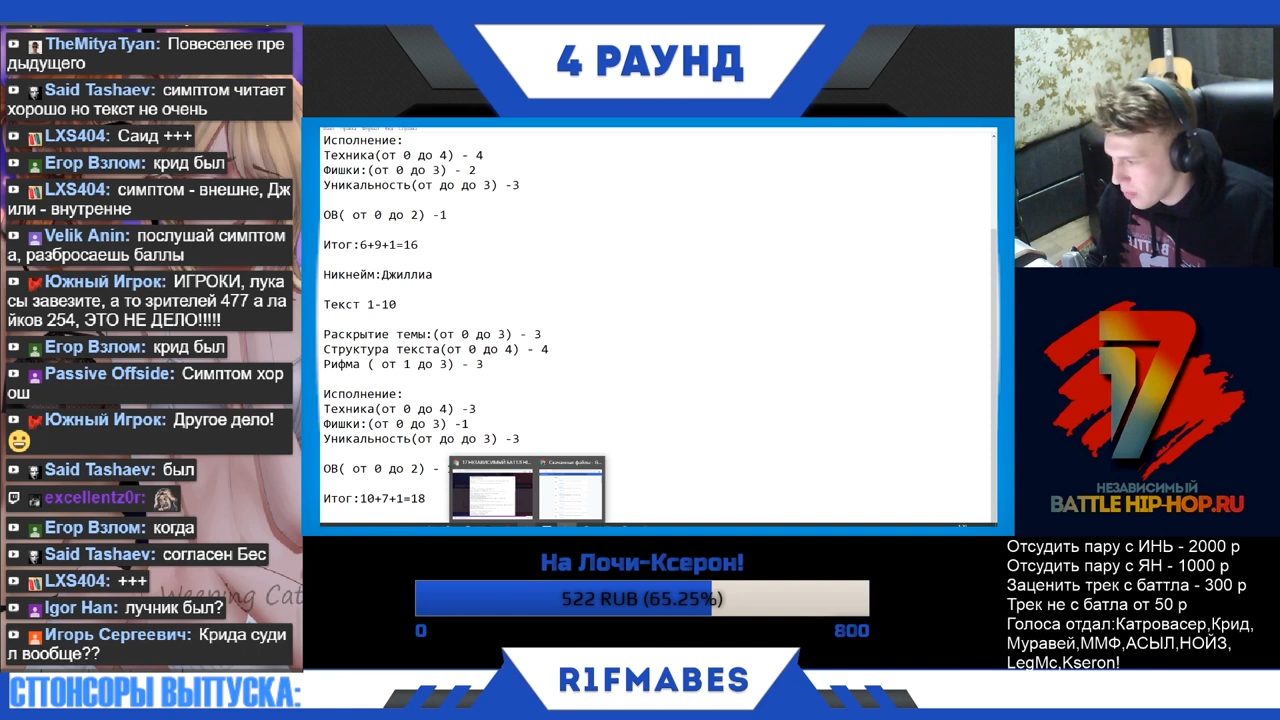 TheMityaTyan: Повеселее пре
дыдущего
Said Tashaev: симптом читает
хорошо но текст не очень
LXS404: Саид +++
Егор Взлом: крид был
LXS404: симптом - внешне, Дж
или - внутренне
Velik Anin: послушай симптом
а, разбросаешь баллы
Южный Игрок: ИГРОКИ, лука
сы завезите, а то зрителей 477 а ла
йков 254, ЭТО НЕ ДЕЛО!!!!!
Егор Взлом: крид был
Passive Offside: Симптом хор
ош
Южный Игрок: Другое дело!
Said Tashaev: был
excellentz0r:
Егор Взлом: когда
Said Tashaev: согласен Бес
LXS404: +++
Weeping Cat
Igor Han: лучник был?
Игорь Сергеевич: Крида суди
л вообще??
СПОНСОРЫ ВЫПУСКА:
4 РАУНД
Исполнение:
Техника(от 0 до 4) - 4
Фишки:(от 0 до 3) - 2
Уникальность(от до до 3) -3
ОВ( от 0 до 2) -1
Итог:6+9+1=16
Никнейм:Джиллиа
Текст 1-10
Раскрытие темы:(от 0 до 3) - 3
Структура текста(от 0 до 4) - 4
Рифма ( от 1 до 3) - 3
Исполнение:
Техника(от 0 до 4) -3
Фишки:(от 0 до 3) -1
Уникальность(от до до 3) -3
ОВ( от 0 до 2) -
Итог:10+7+1=18
17 НЕЗАВИСИМЫЙ БАТТЛ НЕ...
Скачанные файлы - G...
На Лочи-Ксерон!
522 RUB (65.25%)
0
800
R1FMABES
17
НЕЗАВИСИМЫЙ
BATTLE HIP-HOP.RU
Отсудить пару с ИНЬ - 2000 р
Отсудить пару с ЯН - 1000 р
Заценить трек с баттла - 300 р
Трек не с батла от 50 р
Голоса отдал:Катровасер,Крид,
Муравей,ММФ,АСЫЛ,НОЙЗ,
LegMc,Kseron!